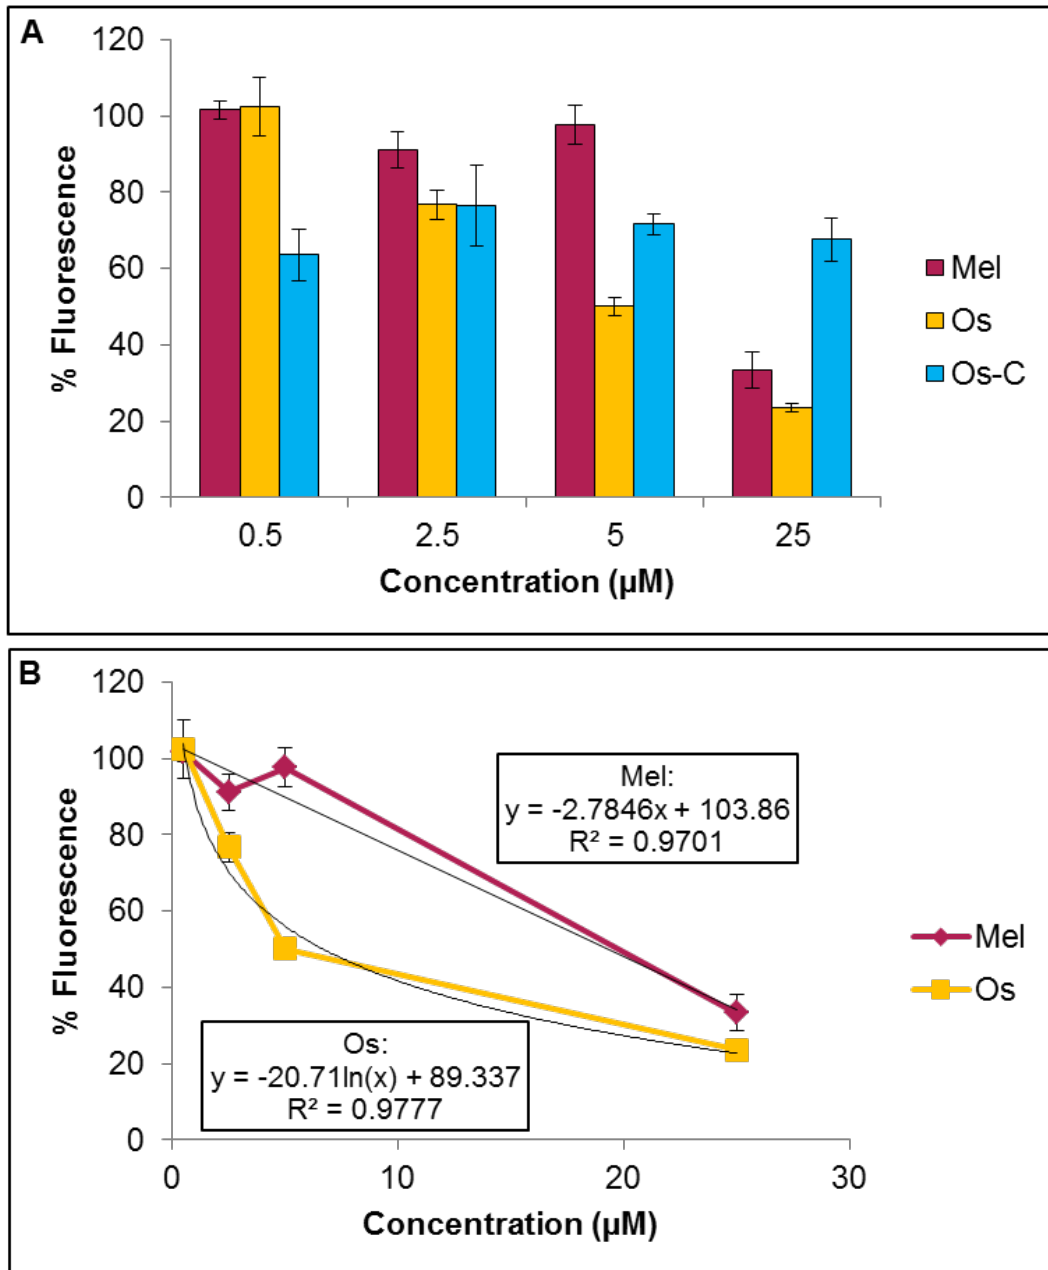 A
120
100
80
60
40
20
0
% Fluorescence
0.5 2.5 5 25
Concentration (µM)
Mel
Os
Os-C
B
120
100
80
60
40
20
0
% Fluorescence
Mel:
y = -2.7846x + 103.86
R² = 0.9701
Os:
y = -20.71ln(x) + 89.337
R² = 0.9777
0 10 20 30
Concentration (µM)
Mel
Os